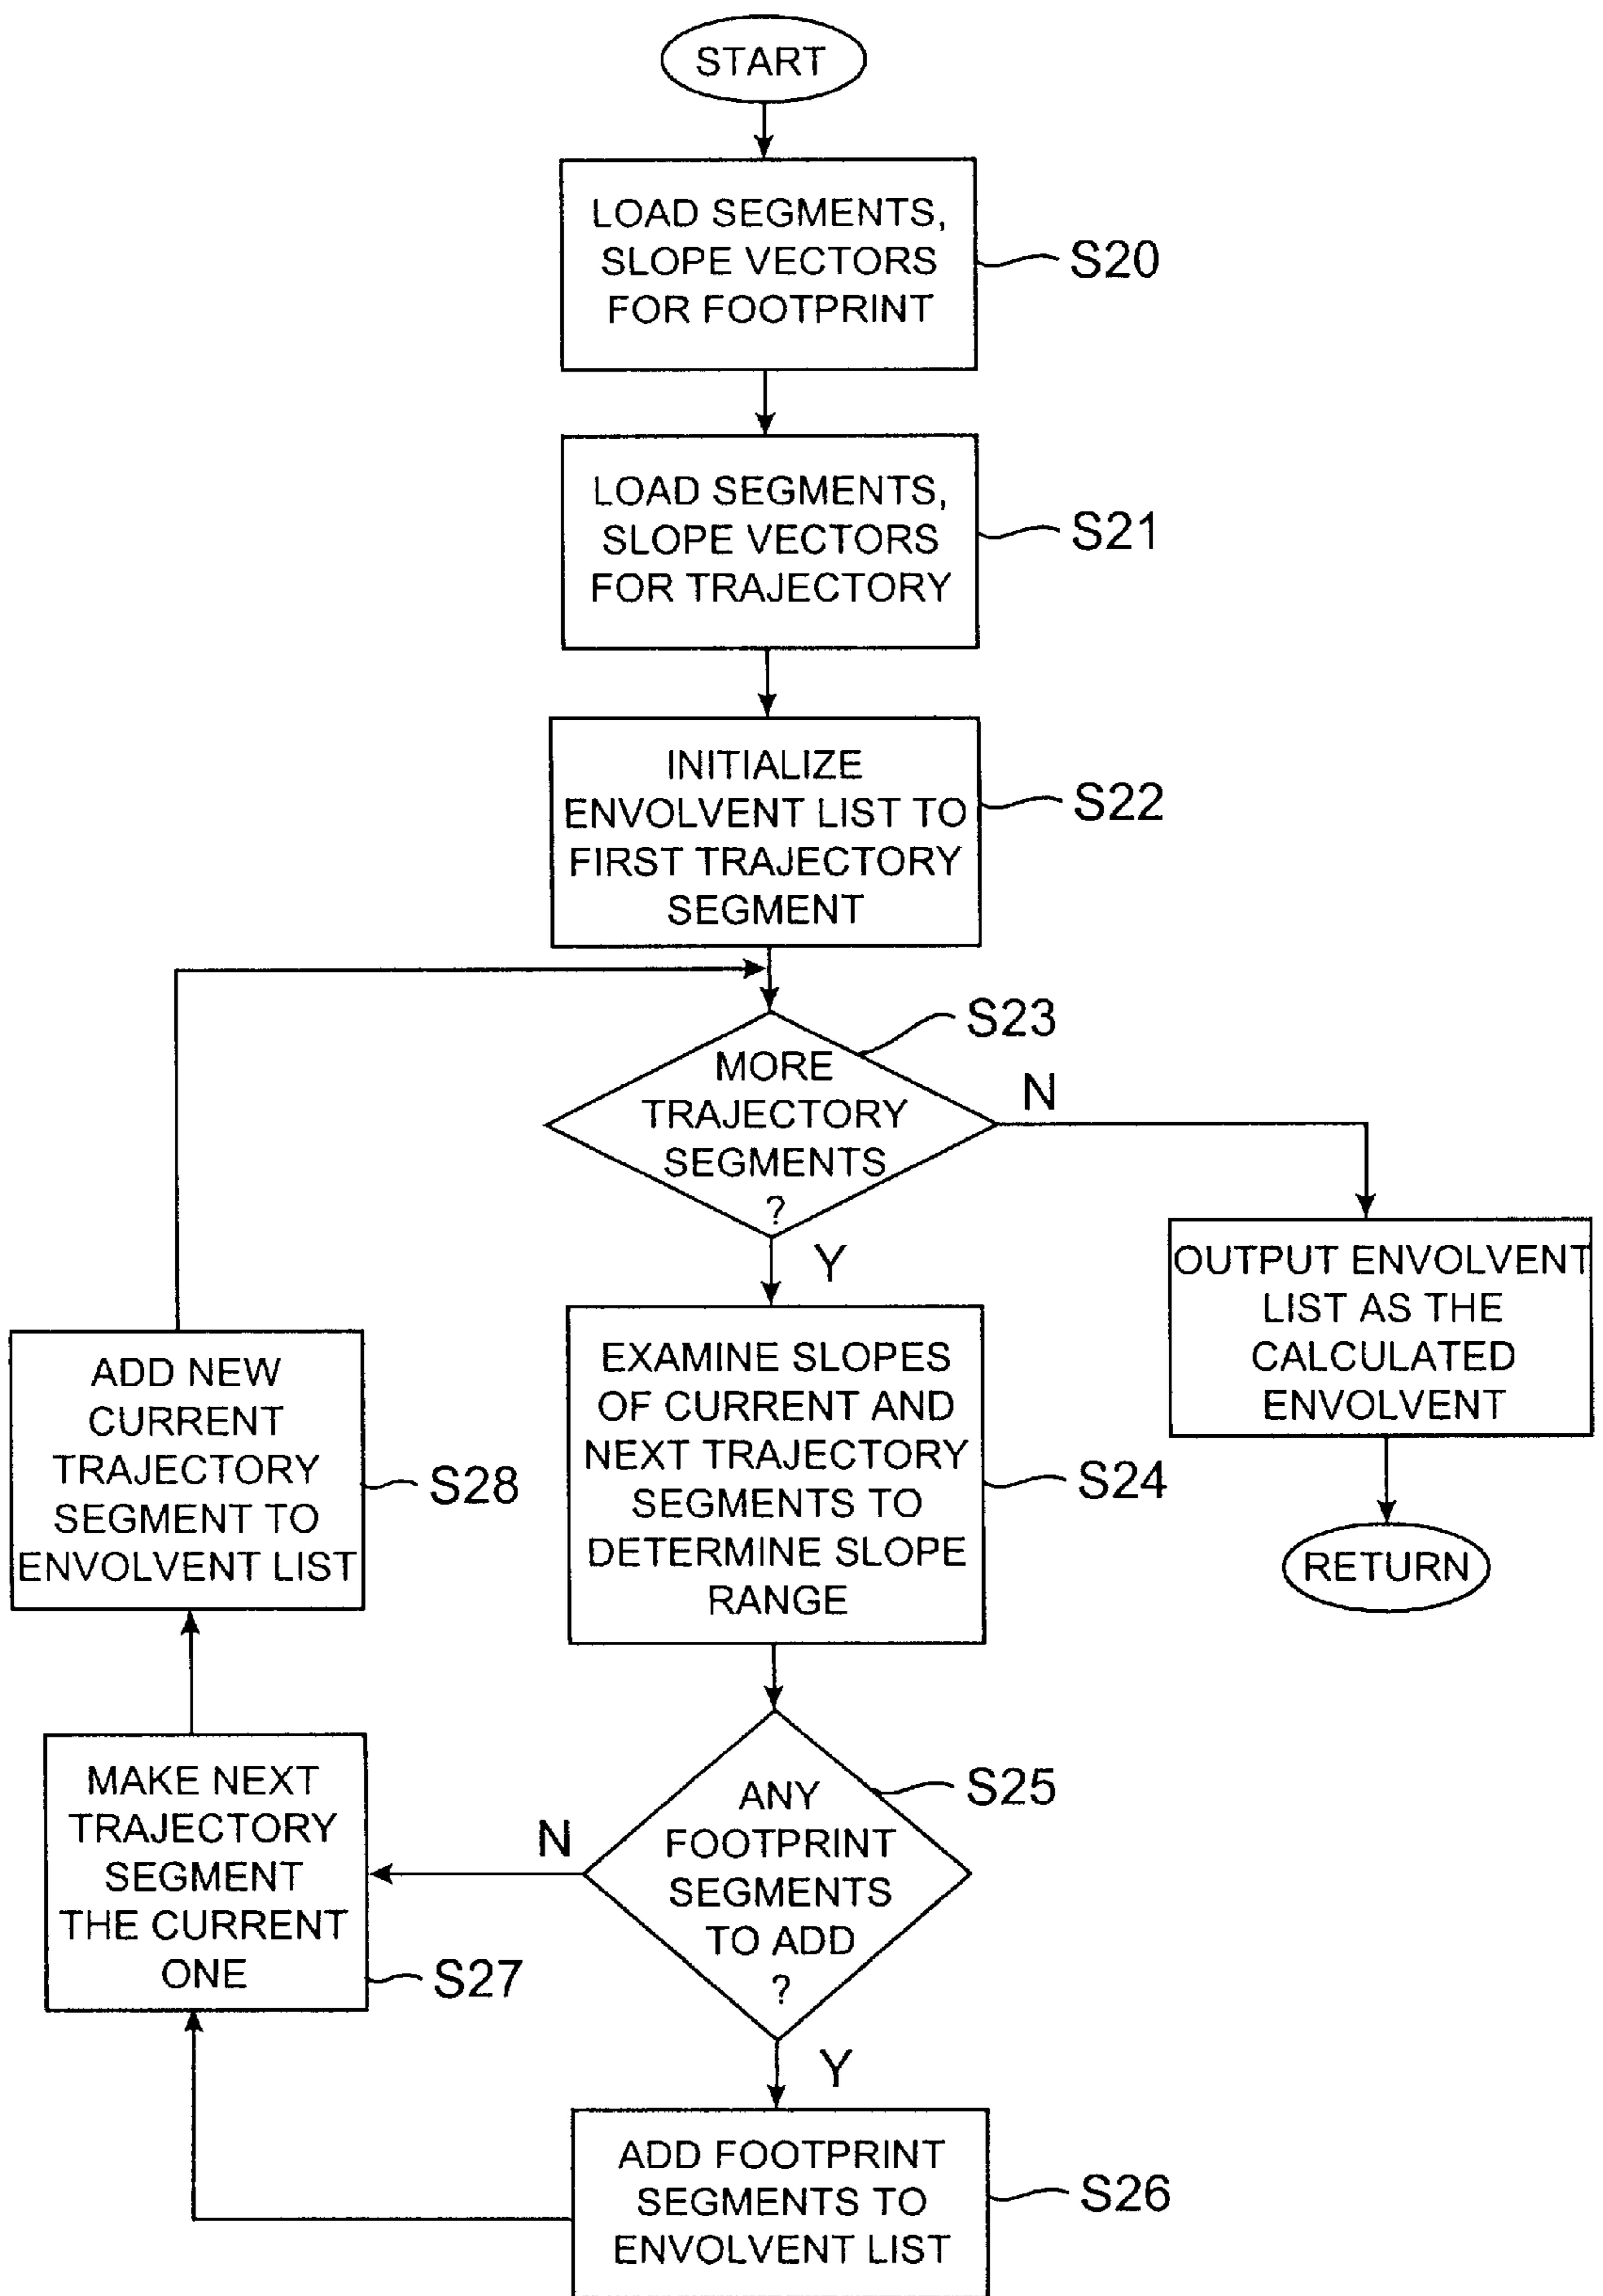 START
LOAD SEGMENTS,
SLOPE VECTORS
FOR FOOTPRINT
S20
LOAD SEGMENTS,
SLOPE VECTORS
FOR TRAJECTORY
S21
INITIALIZE
ENVOLVENT LIST TO
FIRST TRAJECTORY
SEGMENT
S22
MORE
TRAJECTORY
SEGMENTS
?
S23
N
Y
OUTPUT ENVOLVENT
LIST AS THE
CALCULATED
ENVOLVENT
RETURN
EXAMINE SLOPES
OF CURRENT AND
NEXT TRAJECTORY
SEGMENTS TO
DETERMINE SLOPE
RANGE
S24
ANY
FOOTPRINT
SEGMENTS
TO ADD
?
S25
N
Y
ADD FOOTPRINT
SEGMENTS TO
ENVOLVENT LIST
S26
MAKE NEXT
TRAJECTORY
SEGMENT
THE CURRENT
ONE
S27
ADD NEW
CURRENT
TRAJECTORY
SEGMENT TO
ENVOLVENT LIST
S28